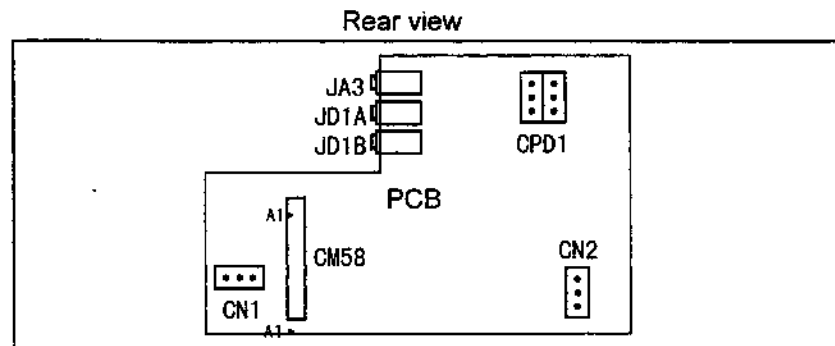 Rear view
JA3
JD1A
JD1B
CPD1
PCB
A1
CM58
CN2
CN1
A1